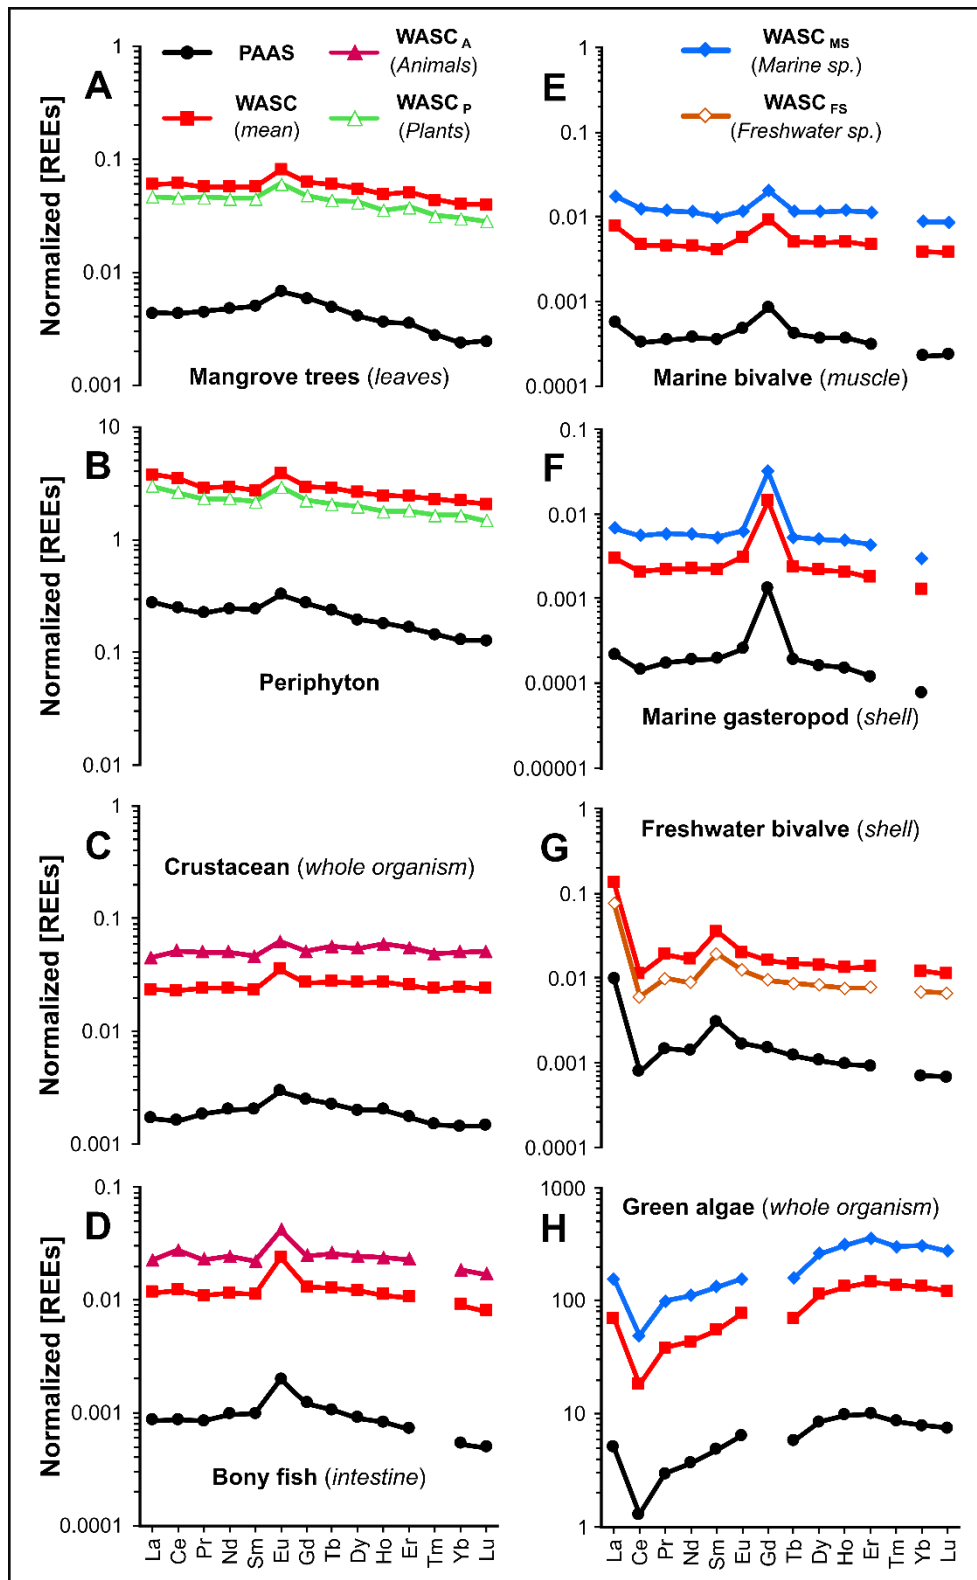 PAAS
WASC
(mean)
WASC A
(Animals)
WASC P
(Plants)
WASC MS
(Marine sp.)
WASC FS
(Freshwater sp.)
A
Normalized [REEs]
1
0.1
0.01
0.001
Mangrove trees (leaves)
B
Normalized [REEs]
10
1
0.1
0.01
Periphyton
C
Normalized [REEs]
1
0.1
0.01
0.001
Crustacean (whole organism)
D
Normalized [REEs]
0.1
0.01
0.001
0.0001
Bony fish (intestine)
La Ce Pr Nd Sm Eu Gd Tb Dy Ho Er Tm Yb Lu
E
1
0.1
0.01
0.001
0.0001
Marine bivalve (muscle)
F
0.1
0.01
0.001
0.0001
0.00001
Marine gasteropod (shell)
G
1
0.1
0.01
0.001
0.0001
Freshwater bivalve (shell)
H
1000
100
10
1
Green algae (whole organism)
La Ce Pr Nd Sm Eu Gd Tb Dy Ho Er Tm Yb Lu